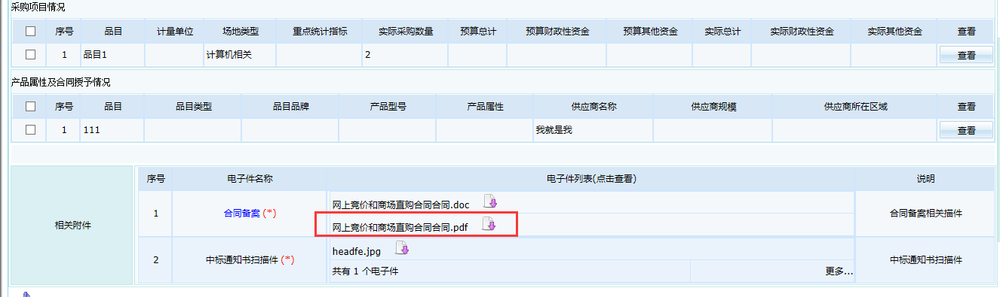 采购项目情况
序号 品目 计量单位 场地类型 重点统计指标 实际采购数量 预算总计 预算财政性资金 预算其他资金 实际总计 实际财政性资金 实际其他资金 查看
1 品目1 计算机相关 2 查看
产品属性及合同授予情况
序号 品目 品目类型 品目品牌 产品型号 产品属性 供应商名称 供应商规模 供应商所在区域 查看
1 111 我就是我 查看
相关附件
序号 电子件名称 电子件列表(点击查看) 说明
1 合同备案 (*) 网上竞价和商场直购合同合同.doc 合同备案相关描件
网上竞价和商场直购合同合同.pdf
2 中标通知书扫描件 (*) headfe.jpg 中标通知书扫描件
共有 1 个电子件 更多...